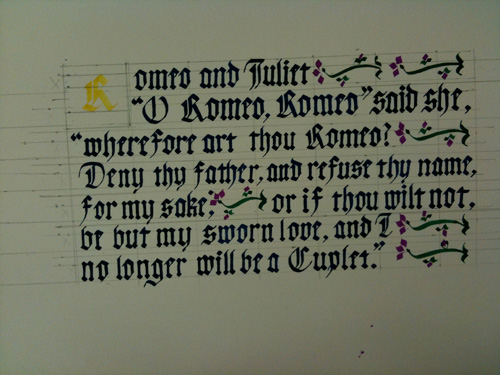 Romeo and Juliet
"O Romeo, Romeo" said she,
"wherefore art thou Romeo?
Deny thy father, and refuse thy name,
for my sake, or if thou wilt not,
be but my sworn love, and I
no longer will be a Cuplet."